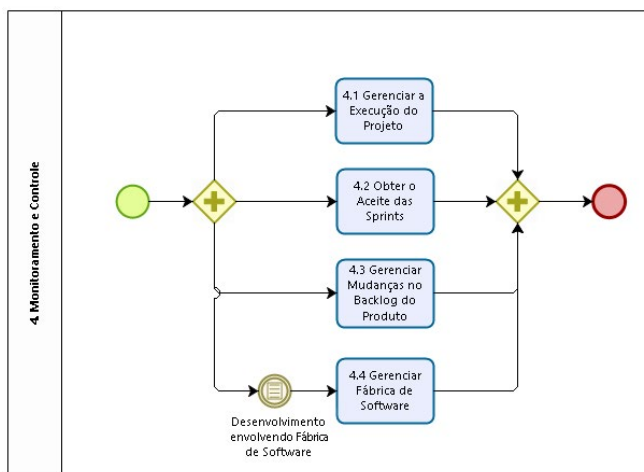 4. Monitoramento e Controle
4.1 Gerenciar a
Execução do
Projeto
4.2 Obter o
Aceite das
Sprints
4.3 Gerenciar
Mudanças no
Backlog do
Produto
4.4 Gerenciar
Fábrica de
Software
Desenvolvimento
envolvendo Fábrica
de Software